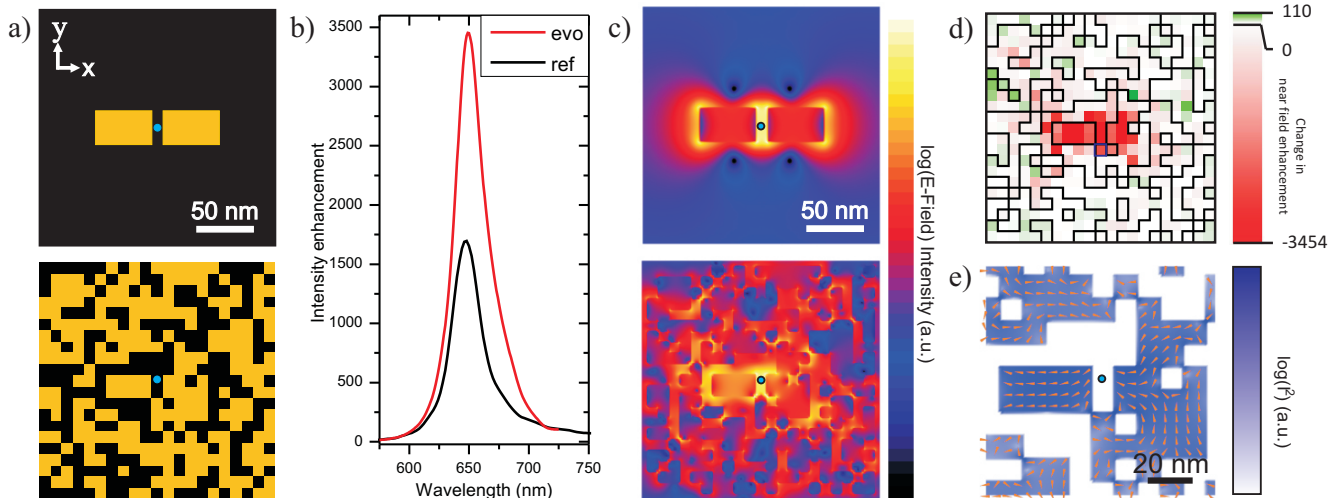 a)
y
x
50 nm
b)
3500
3000
2500
2000
1500
1000
500
0
evo
ref
Intensity enhancement
600
650
700
750
Wavelength (nm)
c)
50 nm
log(E-Field) Intensity (a.u.)
d)
110
0
-3454
Change in
near field enhancement
e)
20 nm
log(I²) (a.u.)